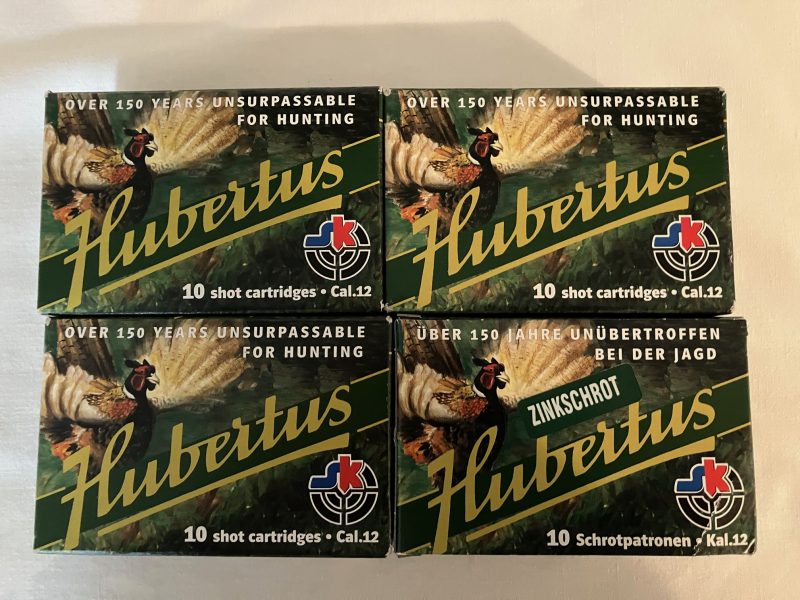 OVER 150 YEARS UNSURPASSABLE
FOR HUNTING
Hubertus
sk
10 shot cartridges • Cal.12
OVER 150 YEARS UNSURPASSABLE
FOR HUNTING
Hubertus
sk
10 shot cartridges • Cal.12
OVER 150 YEARS UNSURPASSABLE
FOR HUNTING
Hubertus
sk
10 shot cartridges • Cal.12
ÜBER 150 JAHRE UNÜBERTROFFEN
BEI DER JAGD
ZINKSCHROT
Hubertus
sk
10 Schrotpatronen • Kal.12